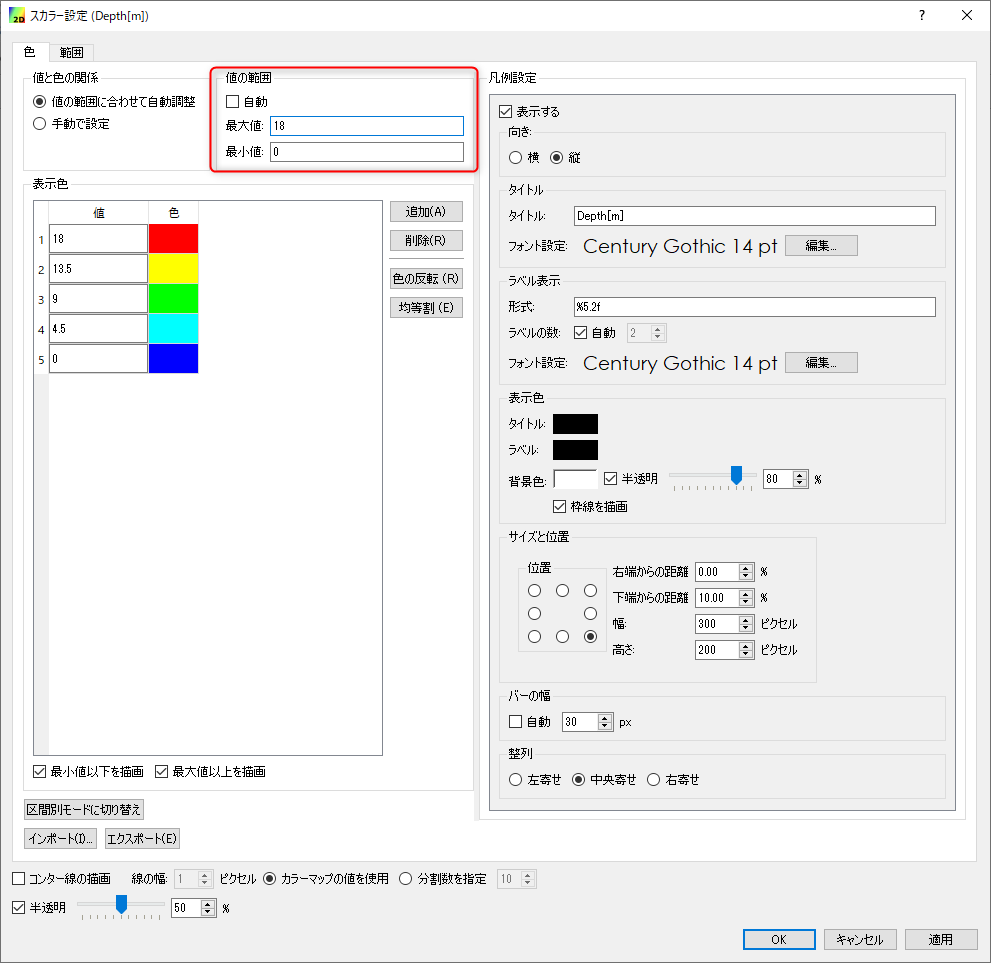 2D スカラー設定 (Depth[m]) ?
色 範囲
値と色の関係
値の範囲に合わせて自動調整
手動で設定
値の範囲
自動
最大値: 18
最小値: 0
表示色
値 色
1 18
2 13.5
3 9
4 4.5
5 0
追加(A)
削除(R)
色の反転 (R)
均等割 (E)
最小値以下を描画 最大値以上を描画
区間別モードに切り替え
インポート(I)... エクスポート(E)
凡例設定
表示する
向き:
横 縦
タイトル
タイトル: Depth[m]
フォント設定: Century Gothic 14 pt 編集...
ラベル表示
形式: %5.2f
ラベルの数: 自動 2
フォント設定: Century Gothic 14 pt 編集...
表示色
タイトル:
ラベル:
背景色: 半透明 80 %
枠線を描画
サイズと位置
位置
右端からの距離 0.00 %
下端からの距離 10.00 %
幅: 300 ピクセル
高さ: 200 ピクセル
バーの幅
自動 30 px
整列
左寄せ 中央寄せ 右寄せ
コンター線の描画 線の幅: 1 ピクセル カラーマップの値を使用 分割数を指定 10
半透明 50 %
OK キャンセル 適用